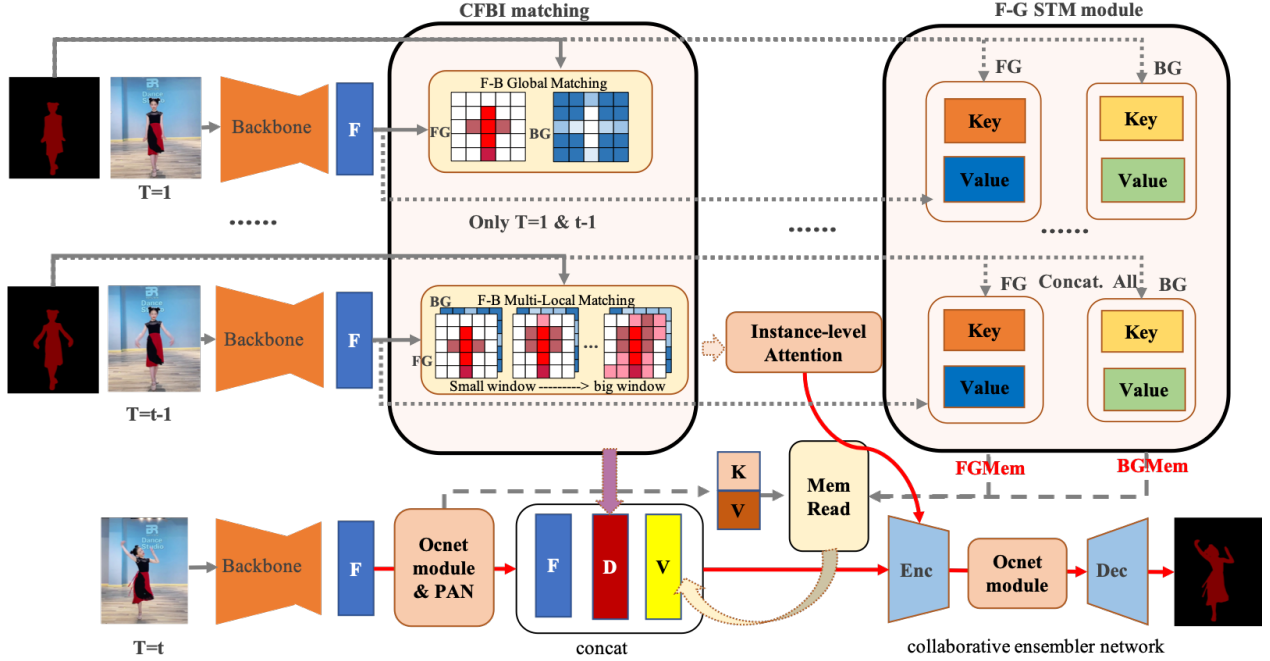 CFBI matching
F-G STM module
F-B Global Matching
FG
BG
Backbone
F
T=1
FG
BG
Key
Key
Value
Value
......
Only T=1 & t-1
......
......
F-B Multi-Local Matching
BG
FG
...
Small window ---------> big window
Backbone
F
T=t-1
Instance-level
Attention
FG
Concat. All
BG
Key
Key
Value
Value
FGMem
BGMem
K
V
Mem
Read
Backbone
F
Ocnet
module
& PAN
F
D
V
Enc
Ocnet
module
Dec
T=t
concat
collaborative ensembler network